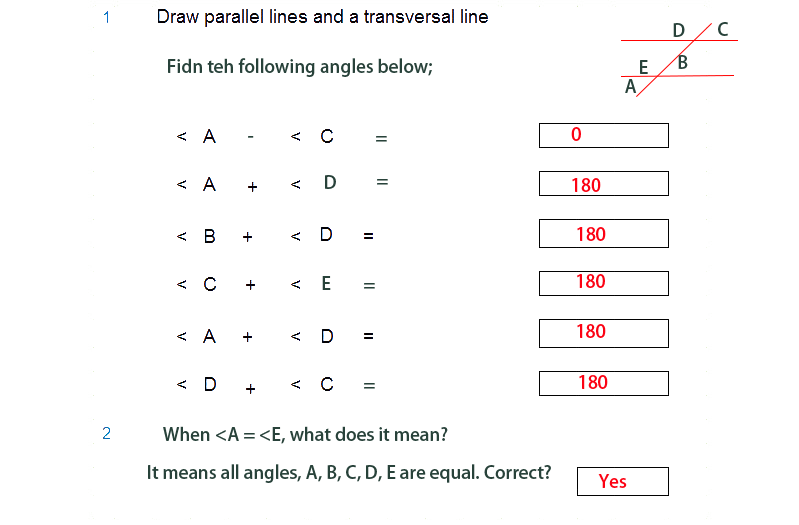 1 Draw parallel lines and a transversal line
D C
Fidn teh following angles below;
E B
A
< A - < C = 0
< A + < D = 180
< B + < D = 180
< C + < E = 180
< A + < D = 180
< D + < C = 180
2 When <A = <E, what does it mean?
It means all angles, A, B, C, D, E are equal. Correct? Yes